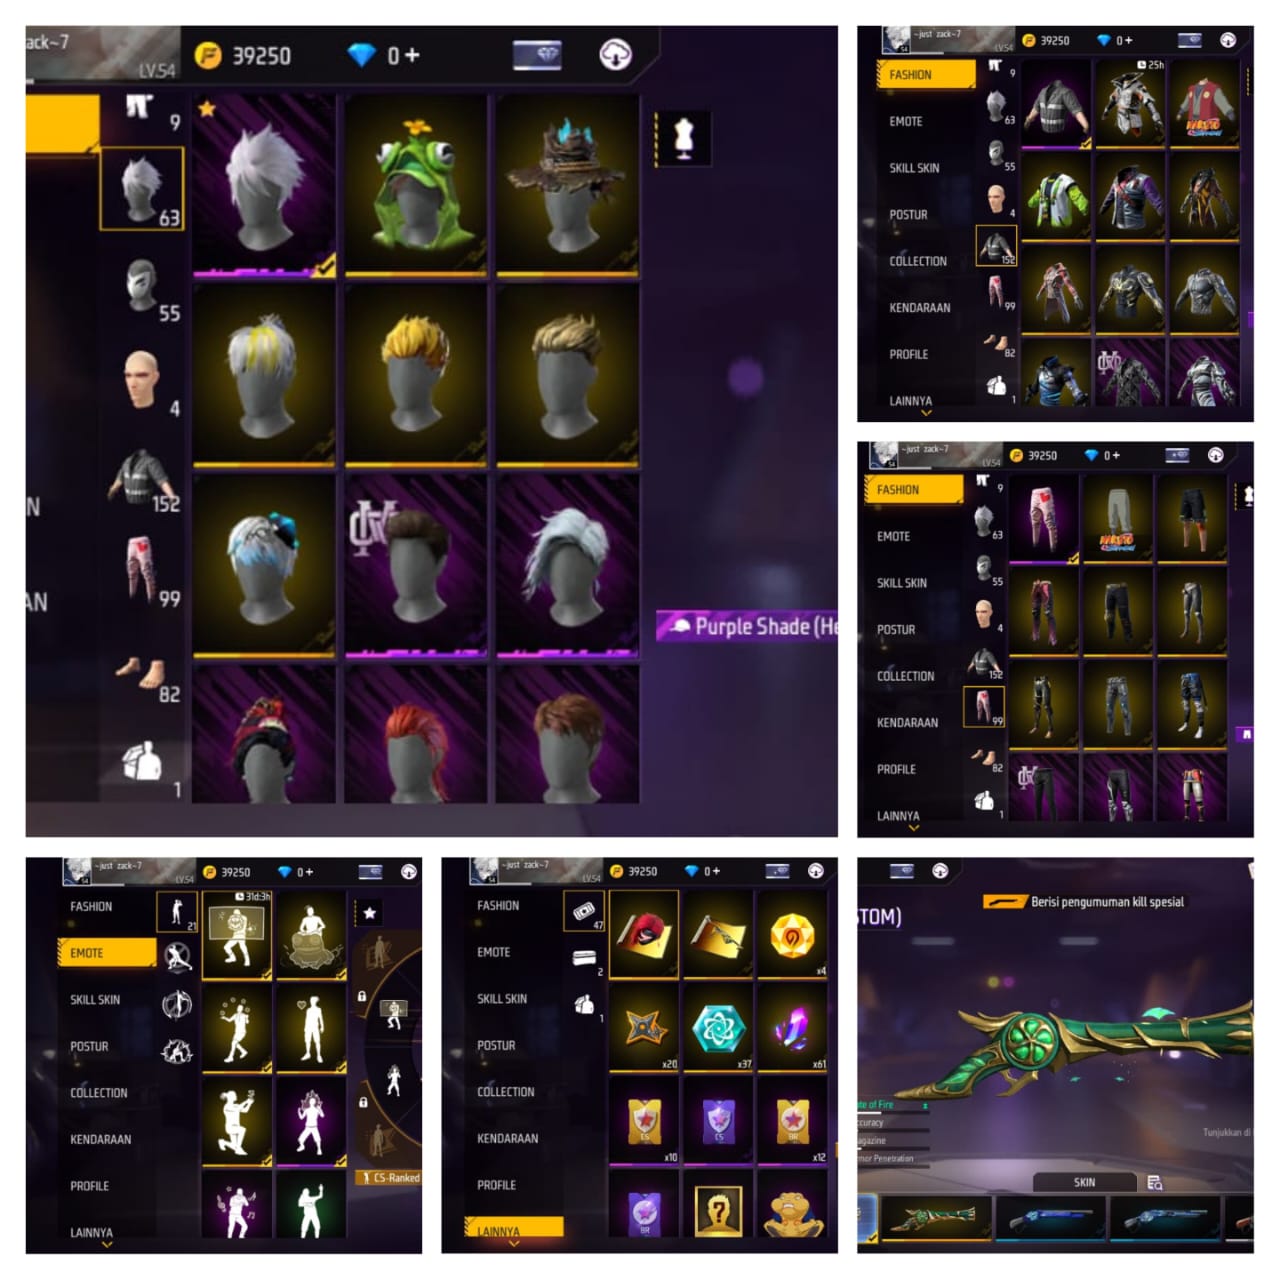 ack~7
LV.54
39250
0 +
9
63
55
4
152
99
82
1
N
AN
Purple Shade (He
~just zack~7
LV.54
39250
0 +
FASHION
EMOTE
SKILL SKIN
POSTUR
COLLECTION
KENDARAAN
PROFILE
LAINNYA
9
63
55
4
152
99
82
1
25h
NARUTO
~just zack~7
LV.54
39250
0 +
FASHION
EMOTE
SKILL SKIN
POSTUR
COLLECTION
KENDARAAN
PROFILE
LAINNYA
9
63
55
4
152
99
82
1
NARUTO
~just zack~7
54
LV.54
39250
0 +
FASHION
EMOTE
SKILL SKIN
POSTUR
COLLECTION
KENDARAAN
PROFILE
LAINNYA
21
31d:3h
CS-Ranked
~just zack~7
54
LV.54
39250
0 +
FASHION
EMOTE
SKILL SKIN
POSTUR
COLLECTION
KENDARAAN
PROFILE
LAINNYA
47
2
1
x4
x20
x37
x61
CS
x10
CS
BR
x12
BR
?
STOM)
Berisi pengumuman kill spesial
ate of Fire
ccuracy
agazine
mor Penetration
Tunjukkan di
SKIN